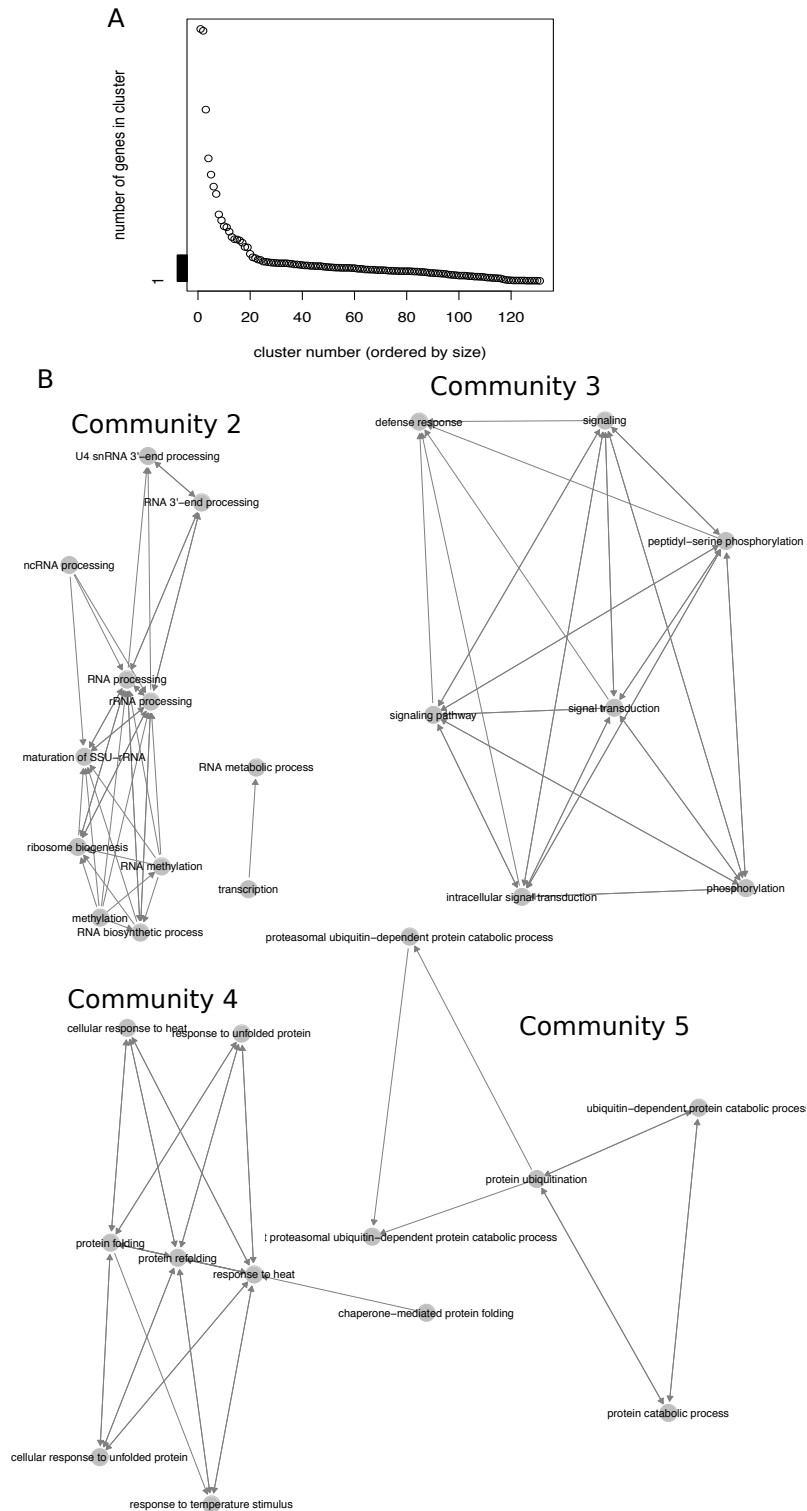 A
number of genes in cluster
1
0 20 40 60 80 100 120
cluster number (ordered by size)
B
Community 2
U4 snRNA 3'−end processing
RNA 3'−end processing
ncRNA processing
RNA processing
rRNA processing
maturation of SSU−rRNA
RNA metabolic process
ribosome biogenesis
RNA methylation
transcription
methylation
RNA biosynthetic process
Community 3
defense response
signaling
peptidyl−serine phosphorylation
signaling pathway
signal transduction
intracellular signal transduction
phosphorylation
Community 4
cellular response to heat
response to unfolded protein
protein folding
protein refolding
response to heat
chaperone−mediated protein folding
cellular response to unfolded protein
response to temperature stimulus
Community 5
proteasomal ubiquitin−dependent protein catabolic process
ubiquitin−dependent protein catabolic process
protein ubiquitination
t proteasomal ubiquitin−dependent protein catabolic process
protein catabolic process